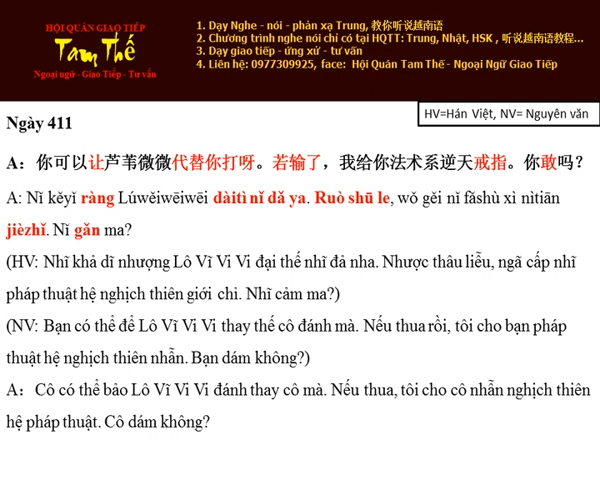 HỘI QUÁN GIAO TIẾP
Tam Thế
Ngoại ngữ - Giao Tiếp - Tư vấn
1. Dạy Nghe - nói - phản xạ Trung, 教你听说越南语
2. Chương trình nghe nói chỉ có tại HQTT: Trung, Nhật, HSK , 听说越南语教程...
3. Dạy giao tiếp - ứng xử - tư vấn
4. Liên hệ: 0977309925, face: Hội Quán Tam Thế - Ngoại Ngữ Giao Tiếp
HV=Hán Việt, NV= Nguyên văn
Ngày 411
A：你可以让芦苇微微代替你打呀。若输了，我给你法术系逆天戒指。你敢吗？
A: Nǐ kěyǐ ràng Lúwěiwēiwēi dàitì nǐ dǎ ya. Ruò shū le, wǒ gěi nǐ fǎshù xì nìtiān
jièzhǐ. Nǐ gǎn ma?
(HV: Nhĩ khả dĩ nhượng Lô Vĩ Vi Vi đại thế nhĩ đả nha. Nhược thâu liễu, ngã cấp nhĩ
pháp thuật hệ nghịch thiên giới chỉ. Nhĩ cảm ma?)
(NV: Bạn có thể để Lô Vĩ Vi Vi thay thế cô đánh mà. Nếu thua rồi, tôi cho bạn pháp
thuật hệ nghịch thiên nhẫn. Bạn dám không?)
A：Cô có thể bảo Lô Vĩ Vi Vi đánh thay cô mà. Nếu thua, tôi cho cô nhẫn nghịch thiên
hệ pháp thuật. Cô dám không?